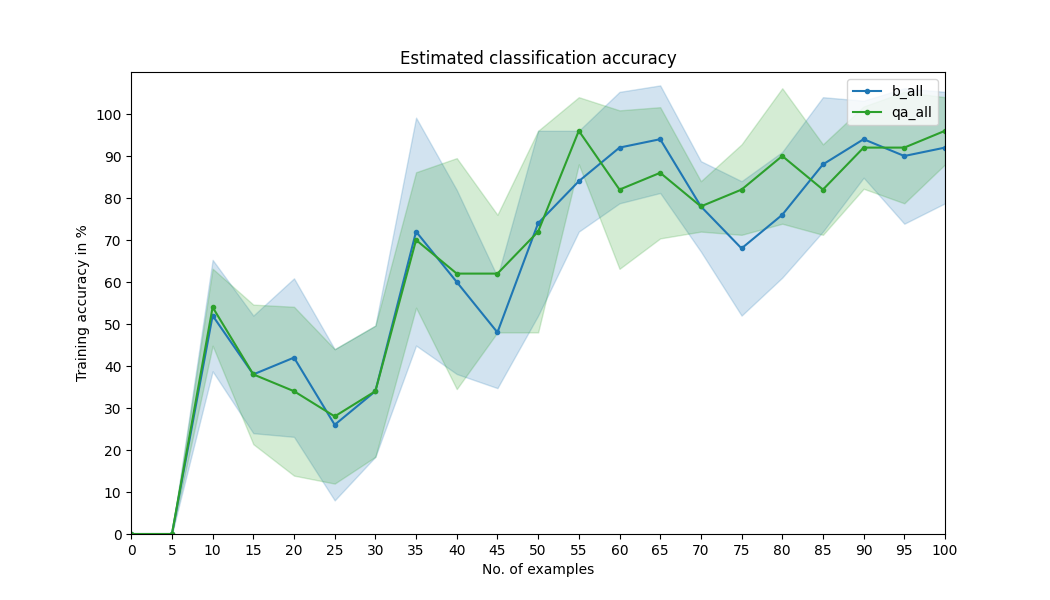 Estimated classification accuracy
b_all
qa_all
Training accuracy in %
100
90
80
70
60
50
40
30
20
10
0
0 5 10 15 20 25 30 35 40 45 50 55 60 65 70 75 80 85 90 95 100
No. of examples